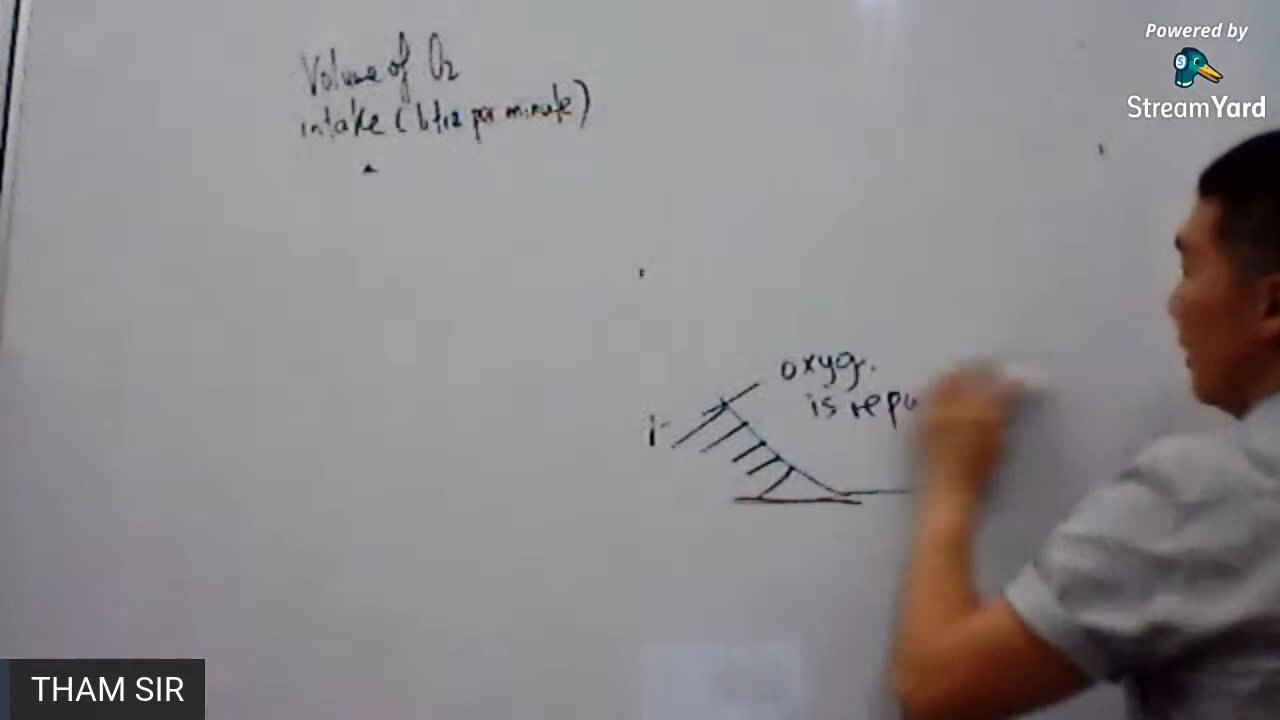 Powered by
StreamYard
Volume of O2
intake (litre per minute)
oxyg.
is repa
THAM SIR